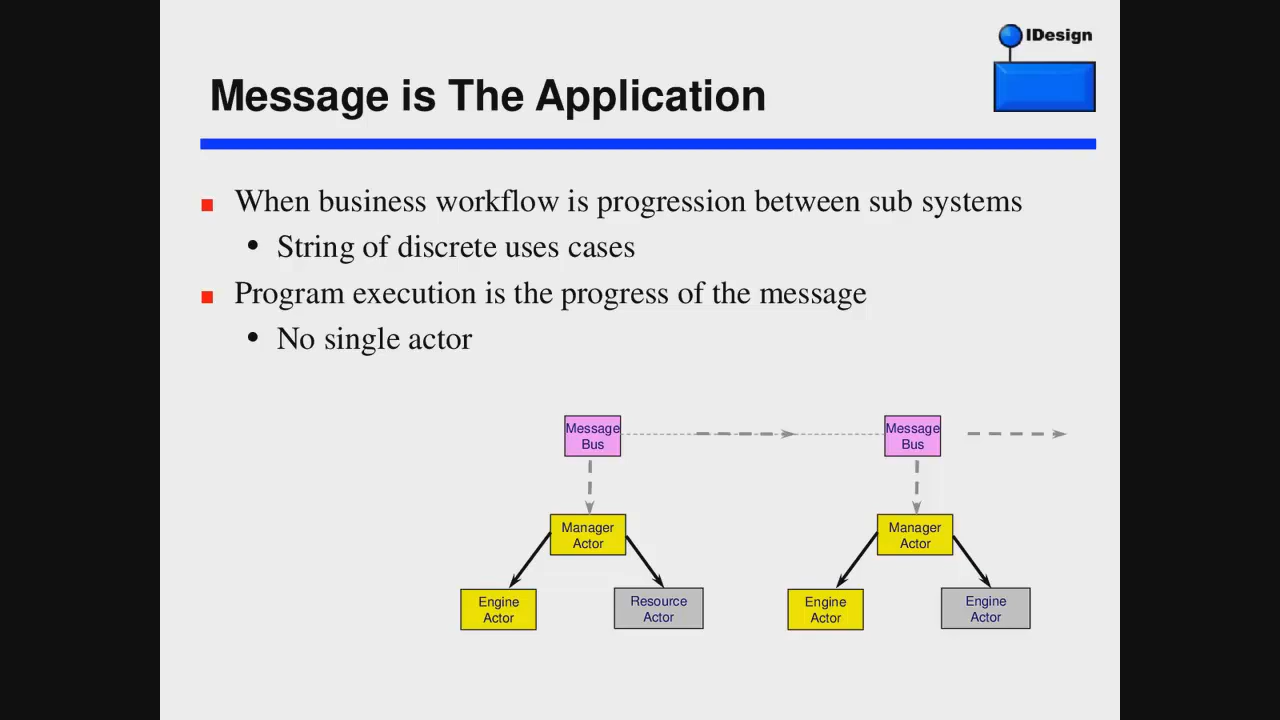 IDesign
Message is The Application
When business workflow is progression between sub systems
String of discrete uses cases
Program execution is the progress of the message
No single actor
Message
Bus
Message
Bus
Manager
Actor
Manager
Actor
Engine
Actor
Resource
Actor
Engine
Actor
Engine
Actor